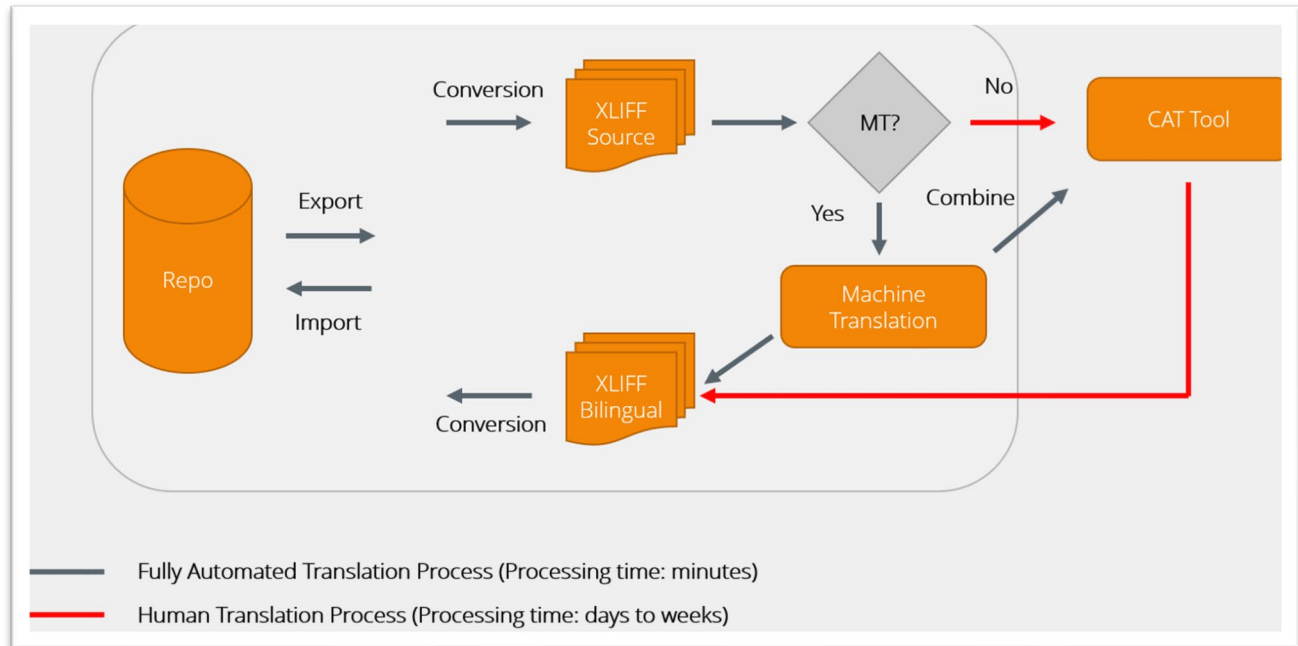 Conversion
XLIFF
Source
MT?
No
CAT Tool
Export
Repo
Import
Yes
Combine
Machine
Translation
XLIFF
Bilingual
Conversion
Fully Automated Translation Process (Processing time: minutes)
Human Translation Process (Processing time: days to weeks)